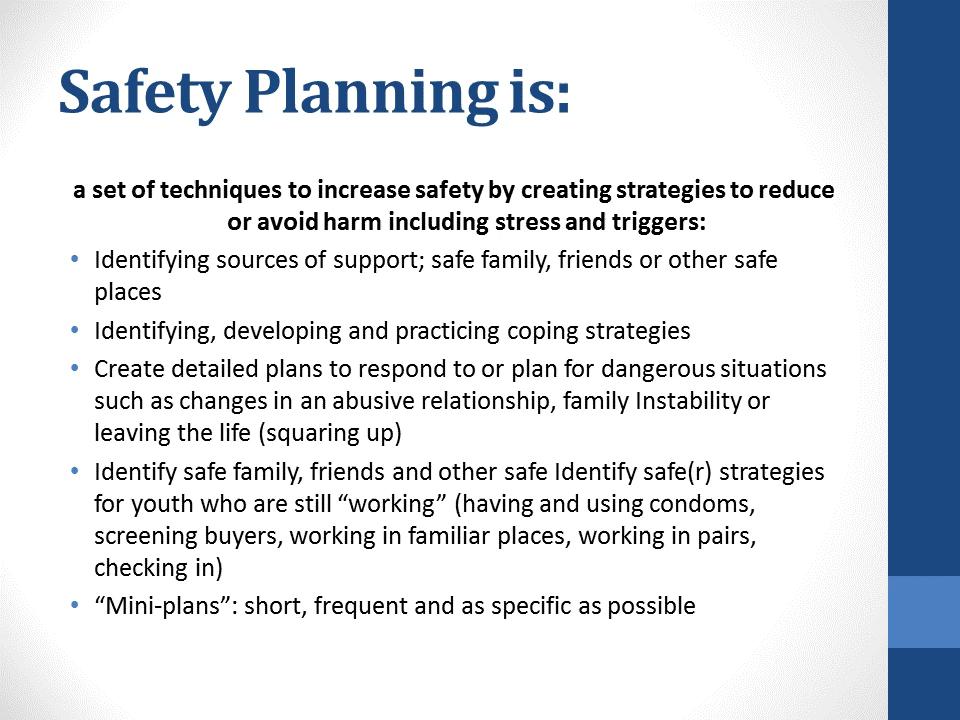 Safety Planning is:
a set of techniques to increase safety by creating strategies to reduce
or avoid harm including stress and triggers:
• Identifying sources of support; safe family, friends or other safe
places
• Identifying, developing and practicing coping strategies
• Create detailed plans to respond to or plan for dangerous situations
such as changes in an abusive relationship, family Instability or
leaving the life (squaring up)
• Identify safe family, friends and other safe Identify safe(r) strategies
for youth who are still “working” (having and using condoms,
screening buyers, working in familiar places, working in pairs,
checking in)
• “Mini-plans”: short, frequent and as specific as possible